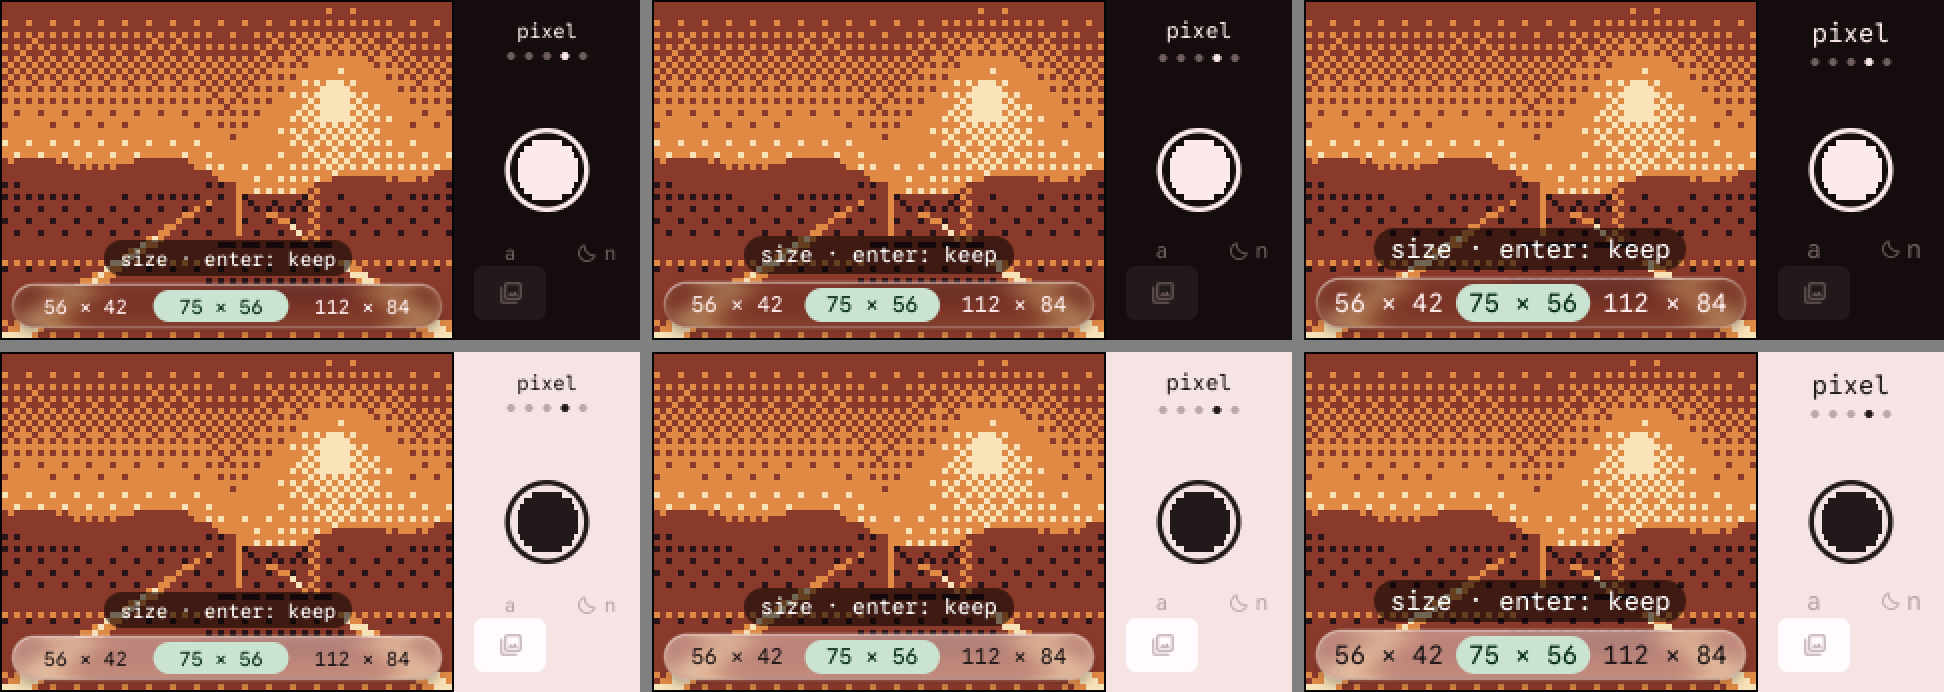 pixel
a n
size · enter: keep
56 × 42 75 × 56 112 × 84
pixel
a n
size · enter: keep
56 × 42 75 × 56 112 × 84
pixel
a n
size · enter: keep
56 × 42 75 × 56 112 × 84
pixel
a n
size · enter: keep
56 × 42 75 × 56 112 × 84
pixel
a n
size · enter: keep
56 × 42 75 × 56 112 × 84
pixel
a n
size · enter: keep
56 × 42 75 × 56 112 × 84